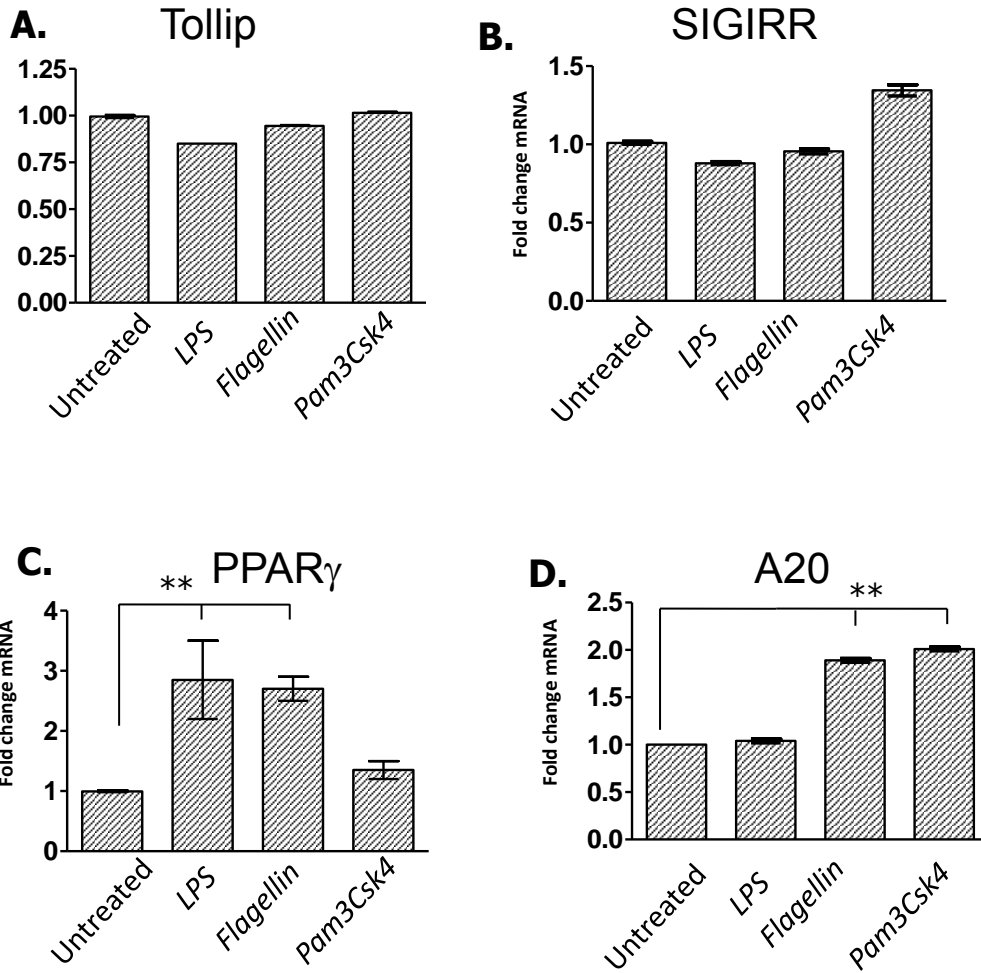 A. Tollip
1.25
1.00
0.75
0.50
0.25
0.00
Untreated
LPS
Flagellin
Pam3Csk4
B. SIGIRR
Fold change mRNA
1.5
1.0
0.5
0.0
Untreated
LPS
Flagellin
Pam3Csk4
C. PPARγ
**
Fold change mRNA
4
3
2
1
0
Untreated
LPS
Flagellin
Pam3Csk4
D. A20
**
Fold change mRNA
2.5
2.0
1.5
1.0
0.5
0.0
Untreated
LPS
Flagellin
Pam3Csk4